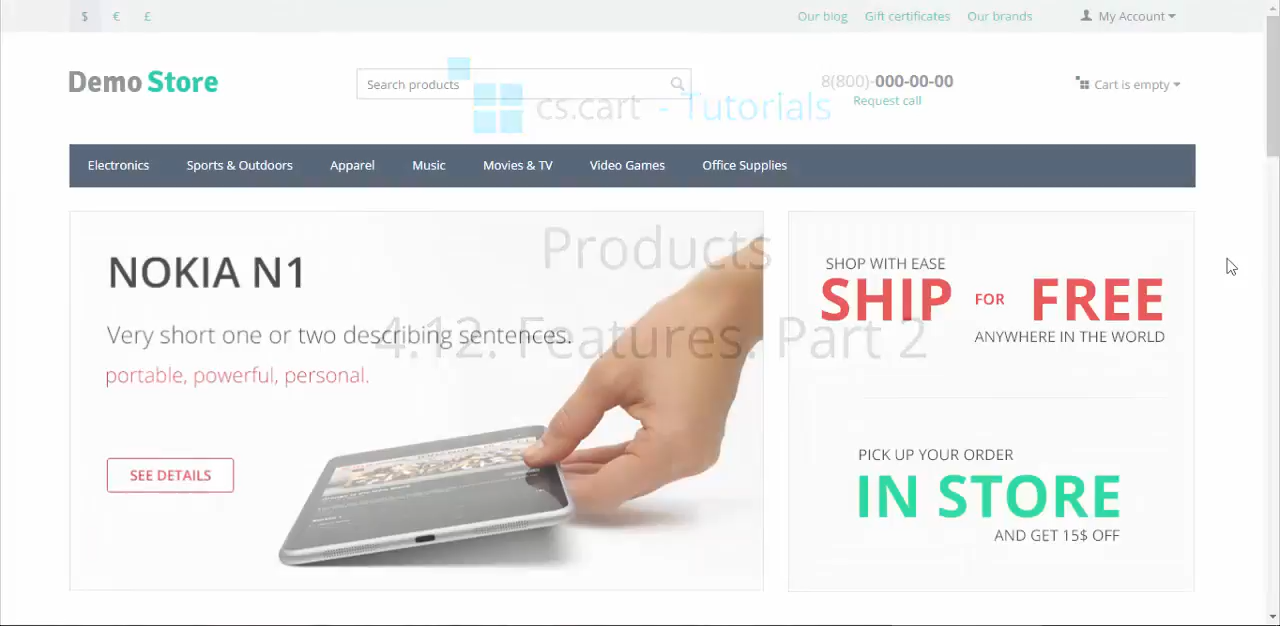 $ € £ Our blog Gift certificates Our brands My Account
Demo Store Search products 8(800)-000-00-00 Cart is empty
Request call
cs.cart - Tutorials
Electronics Sports & Outdoors Apparel Music Movies & TV Video Games Office Supplies
Products
4.12. Features. Part 2
NOKIA N1
Very short one or two describing sentences.
portable, powerful, personal.
SEE DETAILS
SHOP WITH EASE
SHIP FOR FREE
ANYWHERE IN THE WORLD
PICK UP YOUR ORDER
IN STORE
AND GET 15$ OFF